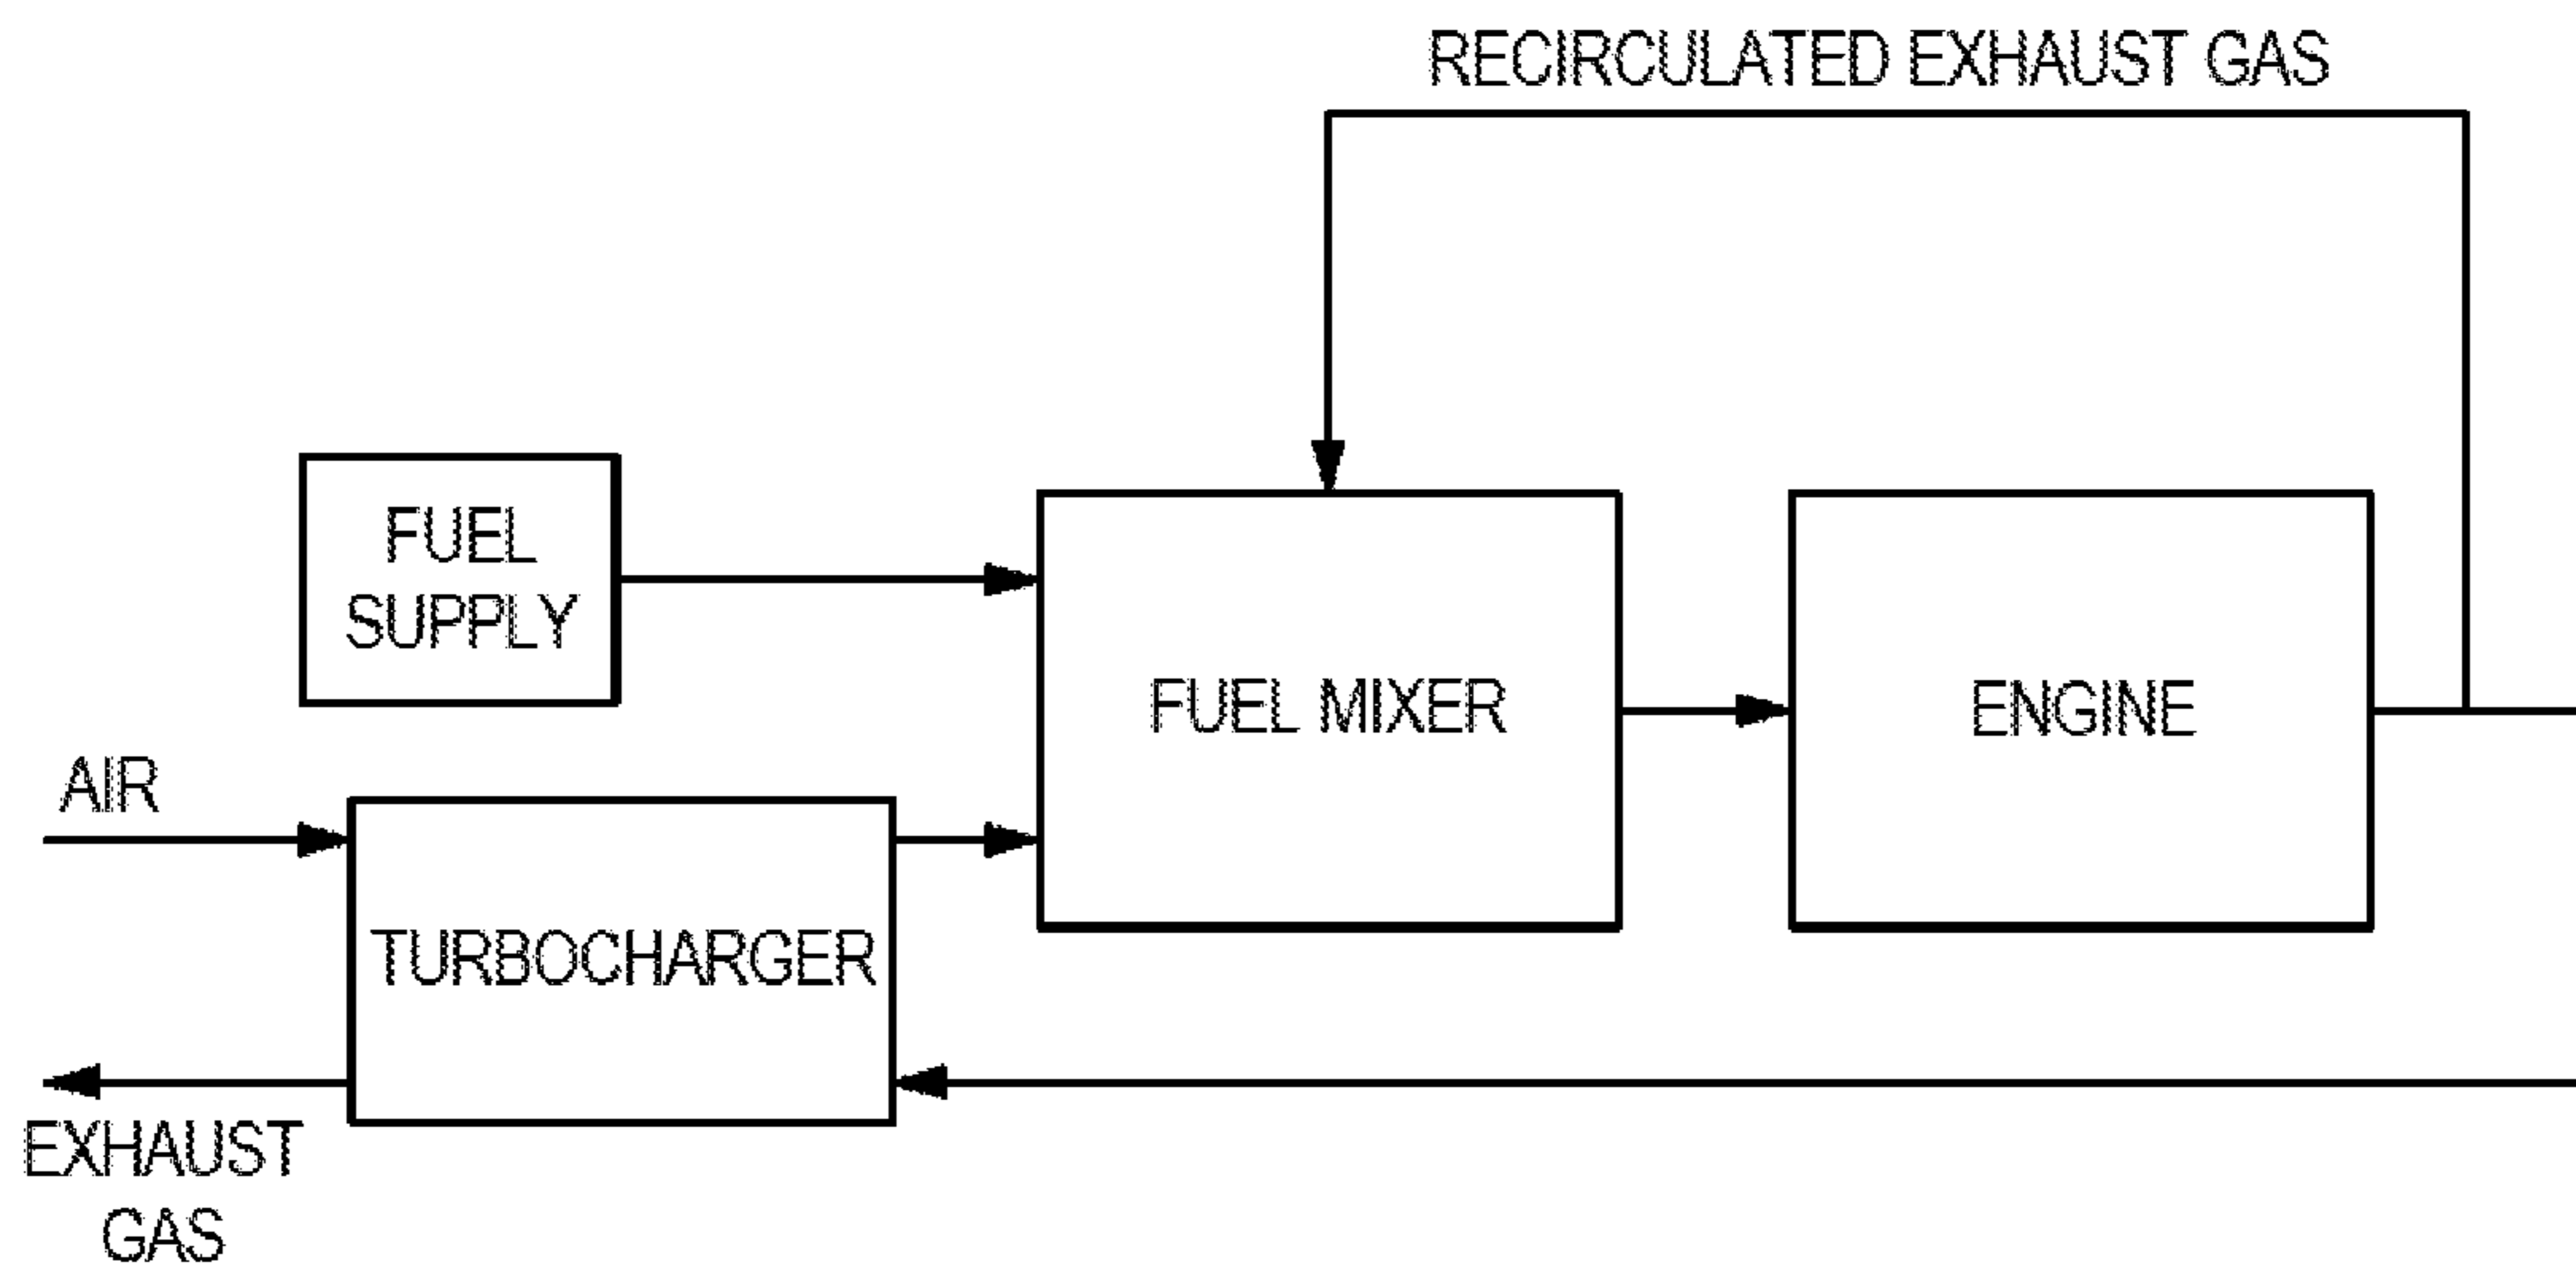 RECIRCULATED EXHAUST GAS
FUEL
SUPPLY
FUEL MIXER
ENGINE
AIR
TURBOCHARGER
EXHAUST
GAS